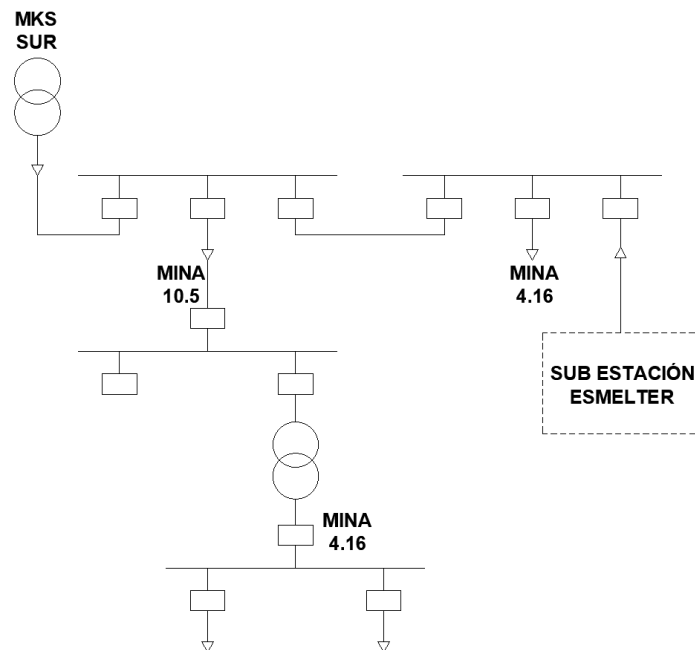 MKS
SUR
MINA
10.5
MINA
4.16
SUB ESTACIÓN
ESMELTER
MINA
4.16